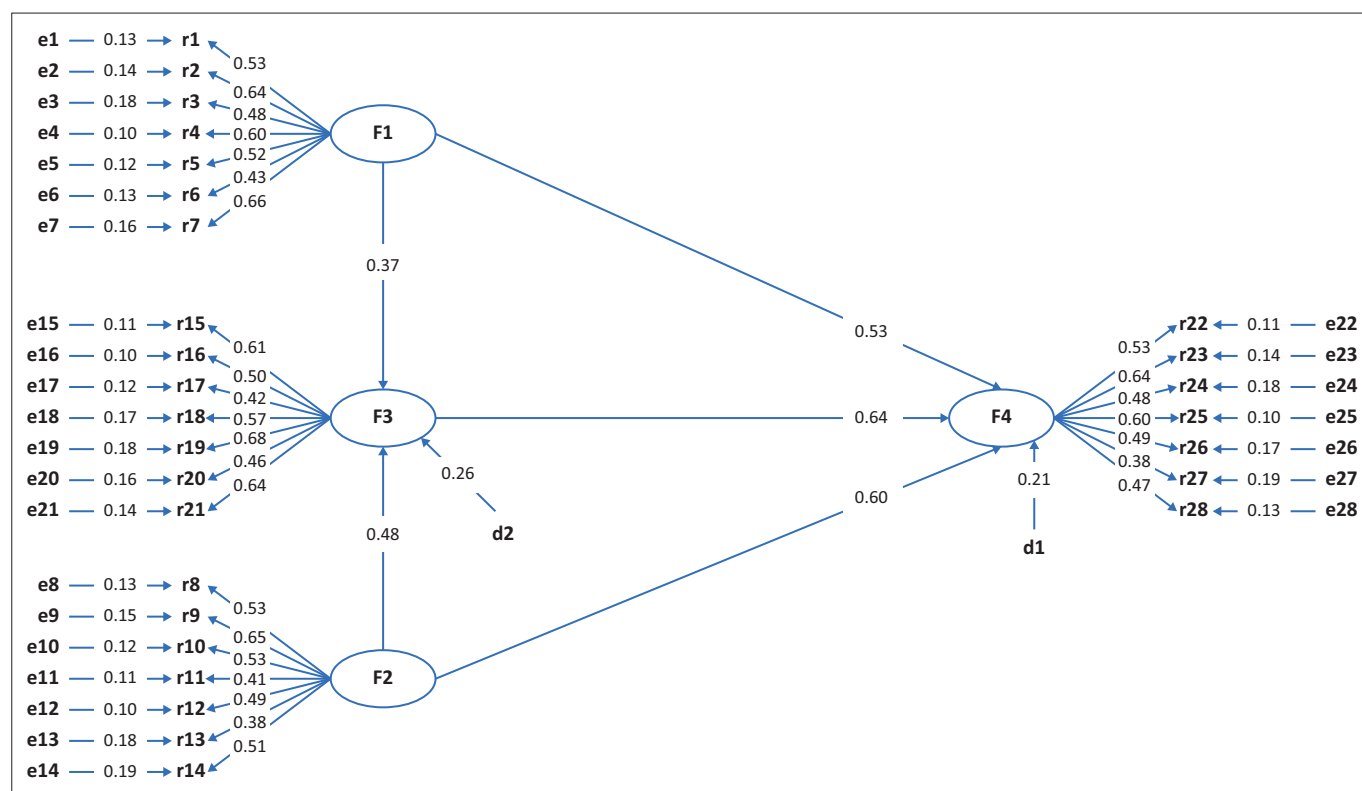 e1 0.13 r1
0.53
e2 0.14 r2
0.64
e3 0.18 r3
0.48
e4 0.10 r4 0.60
e5 0.12 r5
0.52
e6 0.13 r6
0.43
e7 0.16 r7
0.66
F1
0.37
0.53
e15 0.11 r15
0.61
e16 0.10 r16
0.50
e17 0.12 r17
0.42
e18 0.17 r18 0.57
e19 0.18 r19
0.68
e20 0.16 r20
0.46
e21 0.14 r21
0.64
F3
0.64
0.26
d2
0.48
0.60
F4
0.21
d1
r22 0.11 e22
0.53
r23 0.14 e23
0.64
r24 0.18 e24
0.48
0.60 r25 0.10 e25
0.49
r26 0.17 e26
0.38
r27 0.19 e27
0.47
r28 0.13 e28
e8 0.13 r8
0.53
e9 0.15 r9
0.65
e10 0.12 r10
0.53
e11 0.11 r11 0.41
e12 0.10 r12
0.49
e13 0.18 r13
0.38
e14 0.19 r14
0.51
F2